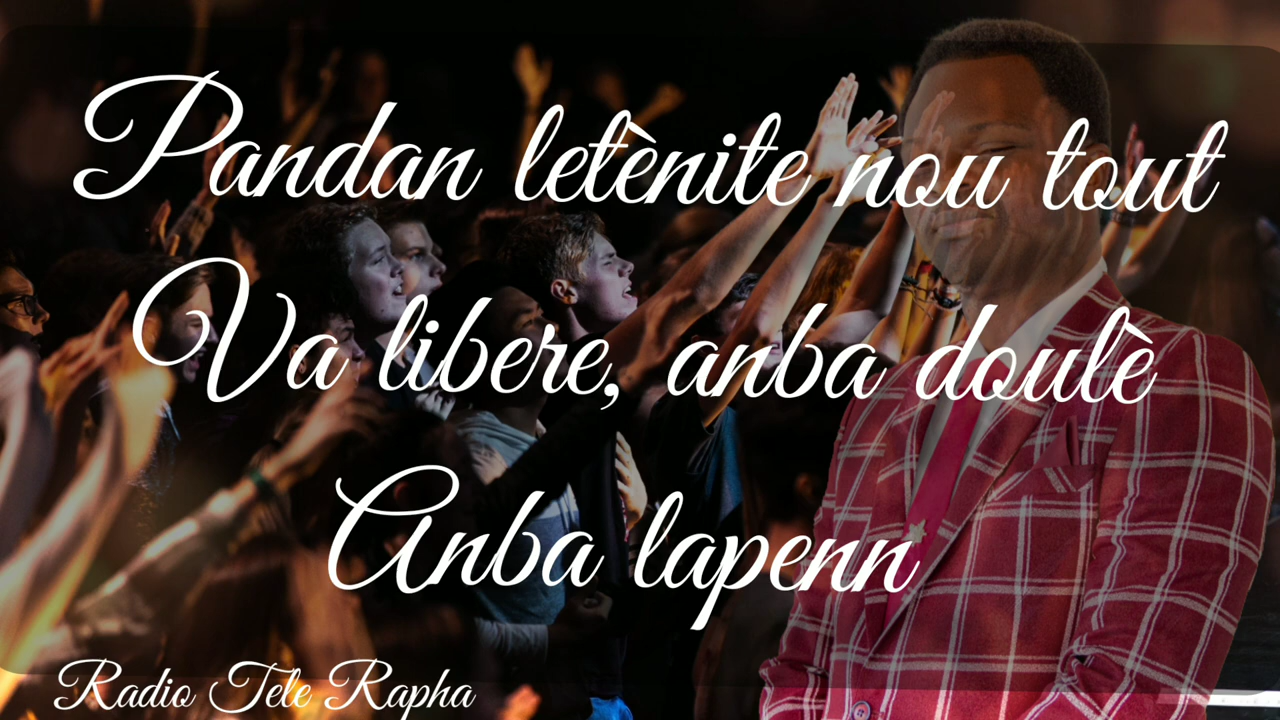 Pandan letènite nou tout
Va libere, anba doulè
Anba lapenn
Radio Tele Rapha